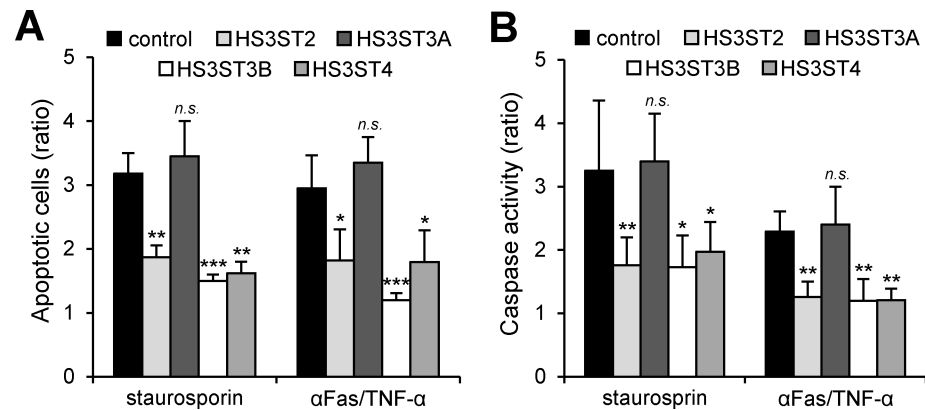 A
control HS3ST2 HS3ST3A
HS3ST3B HS3ST4
Apoptotic cells (ratio)
5
4
3
2
1
0
n.s.
**
***
**
n.s.
*
***
*
staurosporin
αFas/TNF-α
B
control HS3ST2 HS3ST3A
HS3ST3B HS3ST4
Caspase activity (ratio)
5
4
3
2
1
0
n.s.
**
*
*
n.s.
**
**
**
stausosprin
αFas/TNF-α